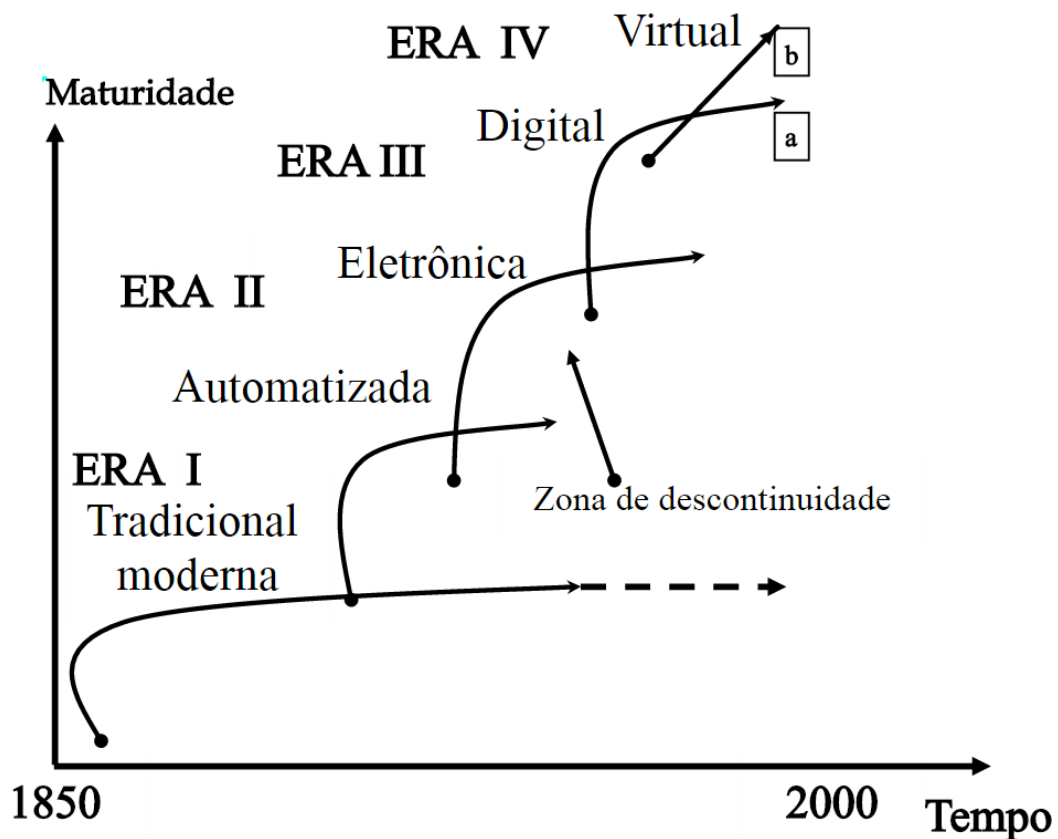 ERA IV
Virtual
b
Maturidade
Digital
a
ERA III
Eletrônica
ERA II
Automatizada
ERA I
Zona de descontinuidade
Tradicional
moderna
1850
2000
Tempo